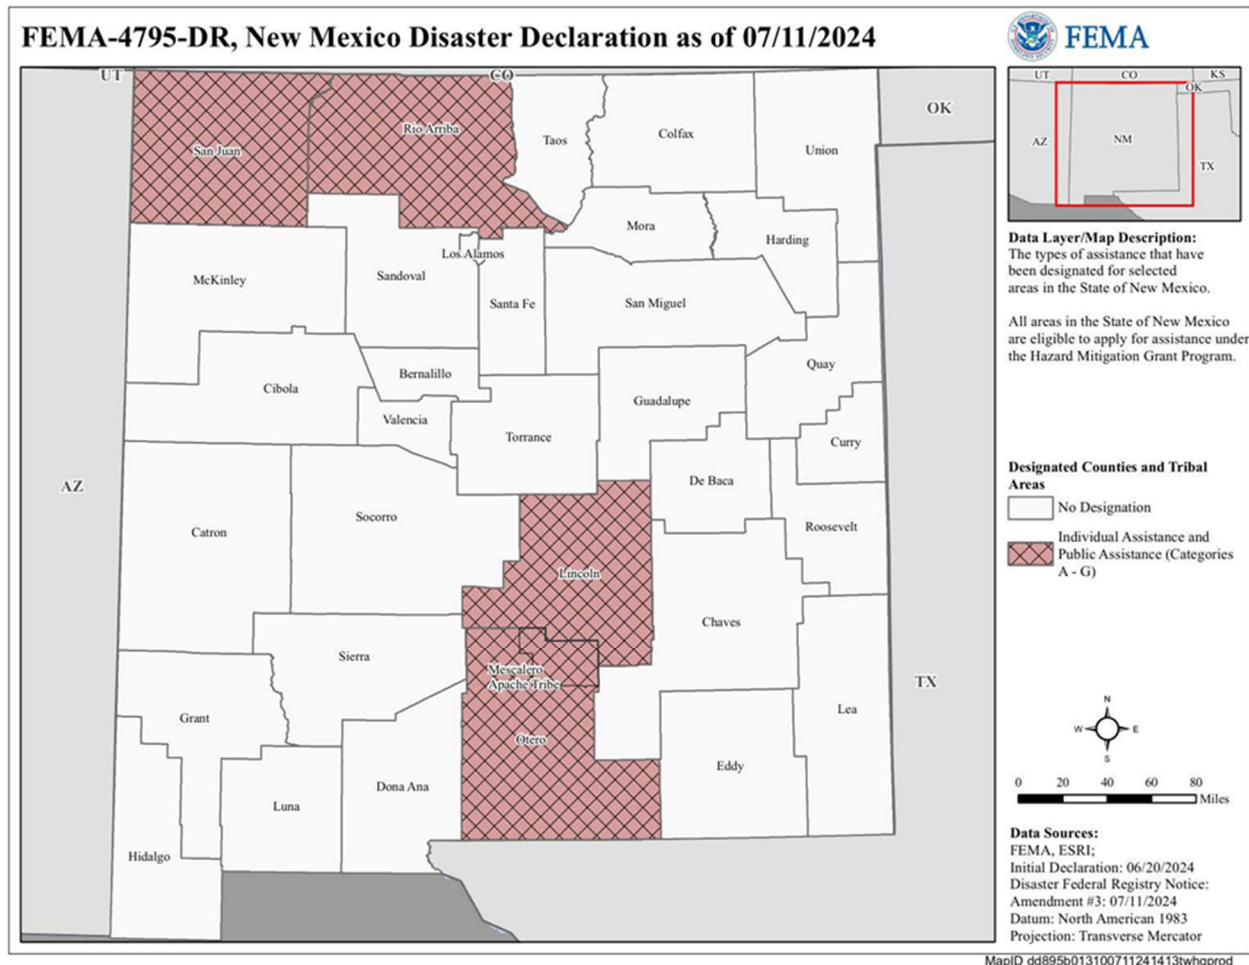 FEMA-4795-DR, New Mexico Disaster Declaration as of 07/11/2024
FEMA
UT
CO
OK
AZ
TX
San Juan
Rio Arriba
Taos
Colfax
Union
Mora
Harding
Los Alamos
McKinley
Sandoval
Santa Fe
San Miguel
Quay
Bernalillo
Cibola
Guadalupe
Valencia
Torrance
Curry
De Baca
Catron
Socorro
Roosevelt
Lincoln
Chaves
Sierra
Mescalero
Apache Tribe
Grant
Otero
Lea
Eddy
Dona Ana
Luna
Hidalgo
UT
CO
KS
OK
AZ
NM
TX
Data Layer/Map Description:
The types of assistance that have
been designated for selected
areas in the State of New Mexico.
All areas in the State of New Mexico
are eligible to apply for assistance under
the Hazard Mitigation Grant Program.
Designated Counties and Tribal
Areas
No Designation
Individual Assistance and
Public Assistance (Categories
A - G)
N
W E
S
0 20 40 60 80
Miles
Data Sources:
FEMA, ESRI;
Initial Declaration: 06/20/2024
Disaster Federal Registry Notice:
Amendment #3: 07/11/2024
Datum: North American 1983
Projection: Transverse Mercator
MapID dd895b013100711241413twhqprod